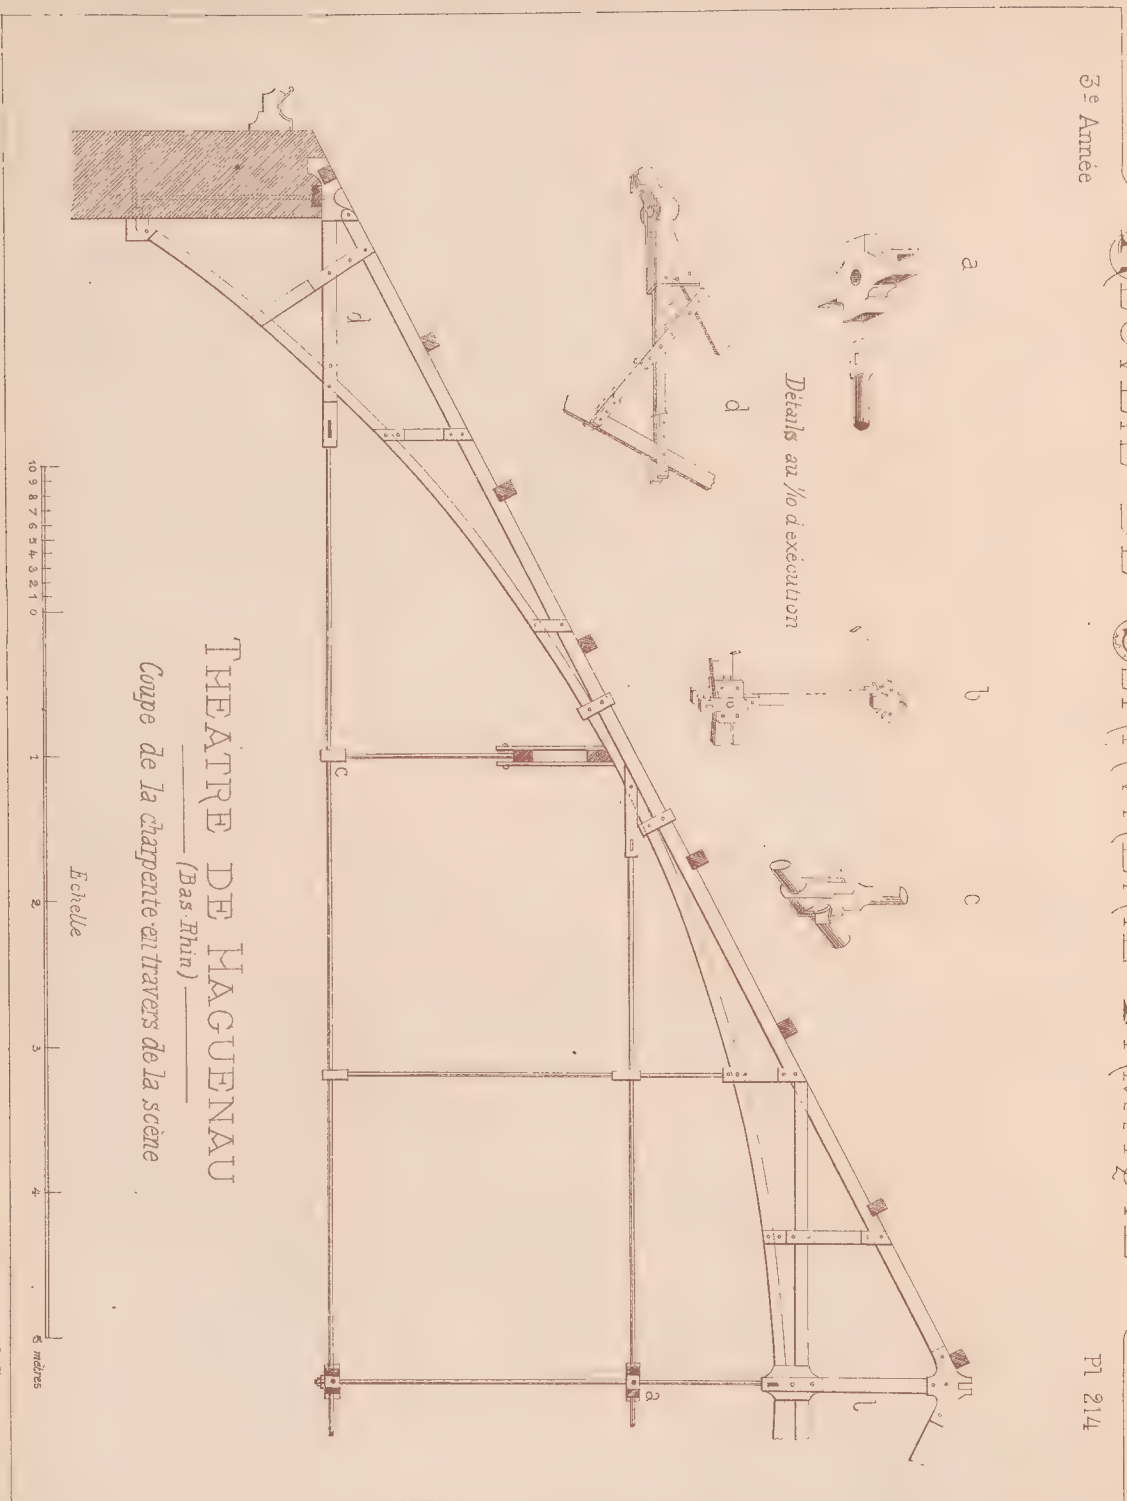 3e Année
Pl 214
a
b
c
d
Détails au 1/10 d'exécution
d
b
c
a
THEÀTRE DE HAGUENAU
(Bas-Rhin)
Coupe de la charpente en travers de la scène
Echelle
10 9 8 7 6 5 4 3 2 1 0 1 2 3 4 5 mètres